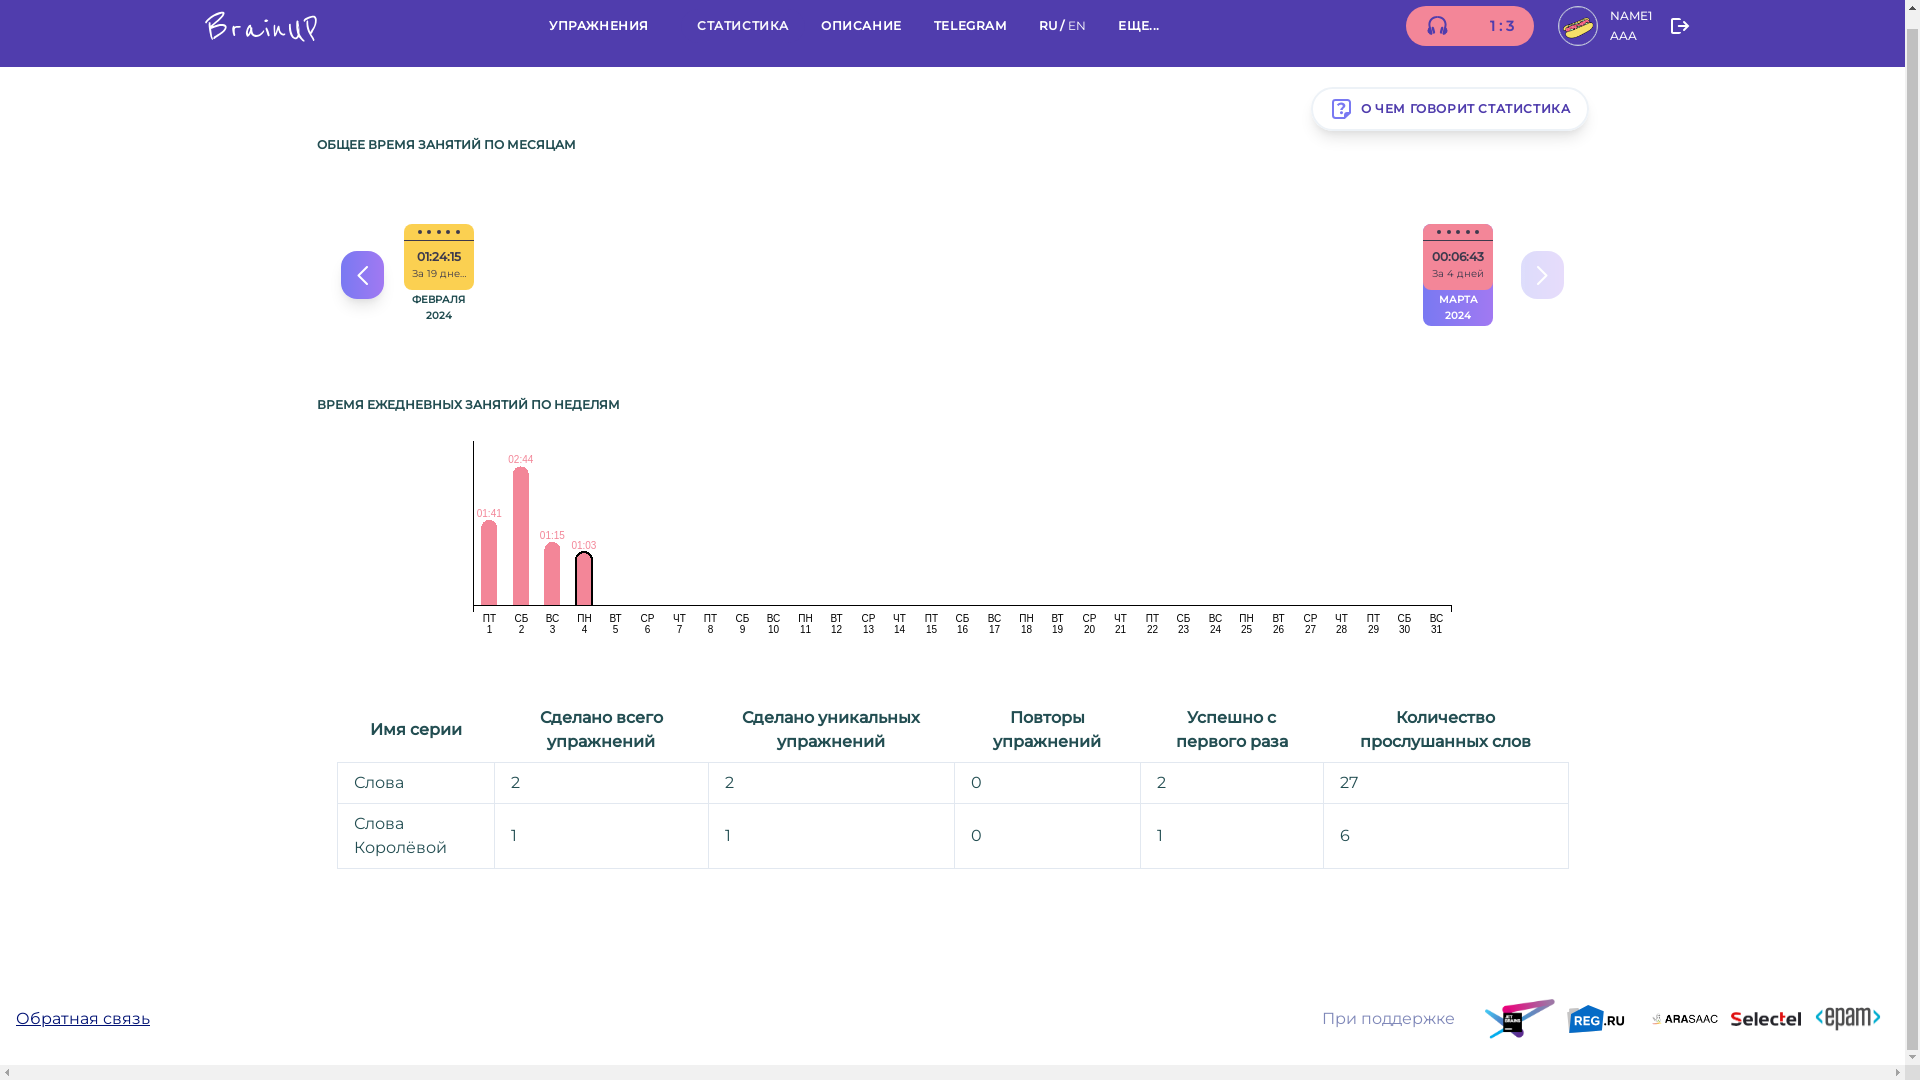 BrainUP
УПРАЖНЕНИЯ СТАТИСТИКА ОПИСАНИЕ TELEGRAM RU / EN ЕЩЕ...
1 : 3
NAME1
AAA
О ЧЕМ ГОВОРИТ СТАТИСТИКА
ОБЩЕЕ ВРЕМЯ ЗАНЯТИЙ ПО МЕСЯЦАМ
01:24:15
За 19 дне...
ФЕВРАЛЯ
2024
00:06:43
За 4 дней
МАРТА
2024
ВРЕМЯ ЕЖЕДНЕВНЫХ ЗАНЯТИЙ ПО НЕДЕЛЯМ
02:44
01:41
01:15
01:03
ПТ СБ ВС ПН ВТ СР ЧТ ПТ СБ ВС ПН ВТ СР ЧТ ПТ СБ ВС ПН ВТ СР ЧТ ПТ СБ ВС ПН ВТ СР ЧТ ПТ СБ ВС
1 2 3 4 5 6 7 8 9 10 11 12 13 14 15 16 17 18 19 20 21 22 23 24 25 26 27 28 29 30 31
Имя серии
Сделано всего
упражнений
Сделано уникальных
упражнений
Повторы
упражнений
Успешно с
первого раза
Количество
прослушанных слов
Слова 2 2 0 2 27
Слова
Королёвой
1 1 0 1 6
Обратная связь
При поддержке
JET
BRAINS
REG.RU
ARASAAC
Selectel
<epam>